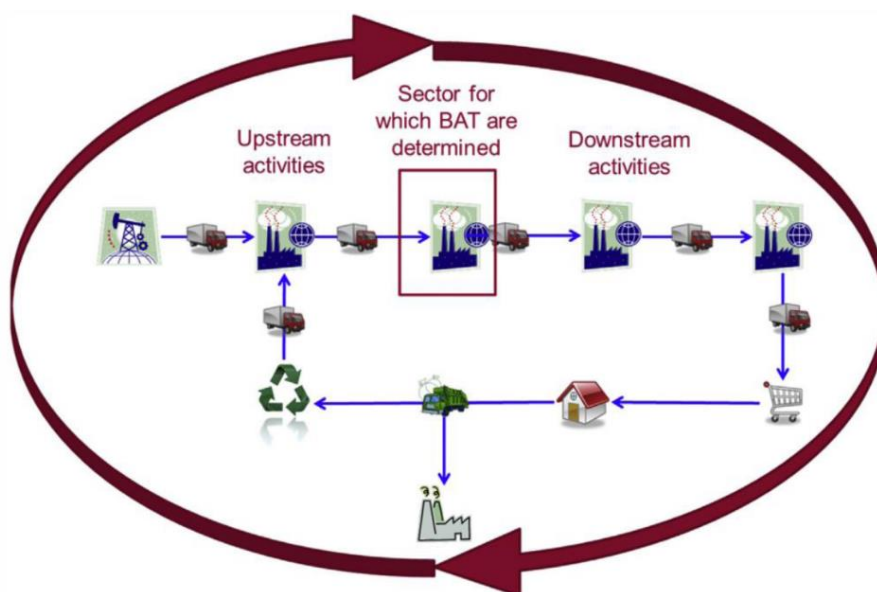 Sector for
which BAT are
determined
Upstream
activities
Downstream
activities